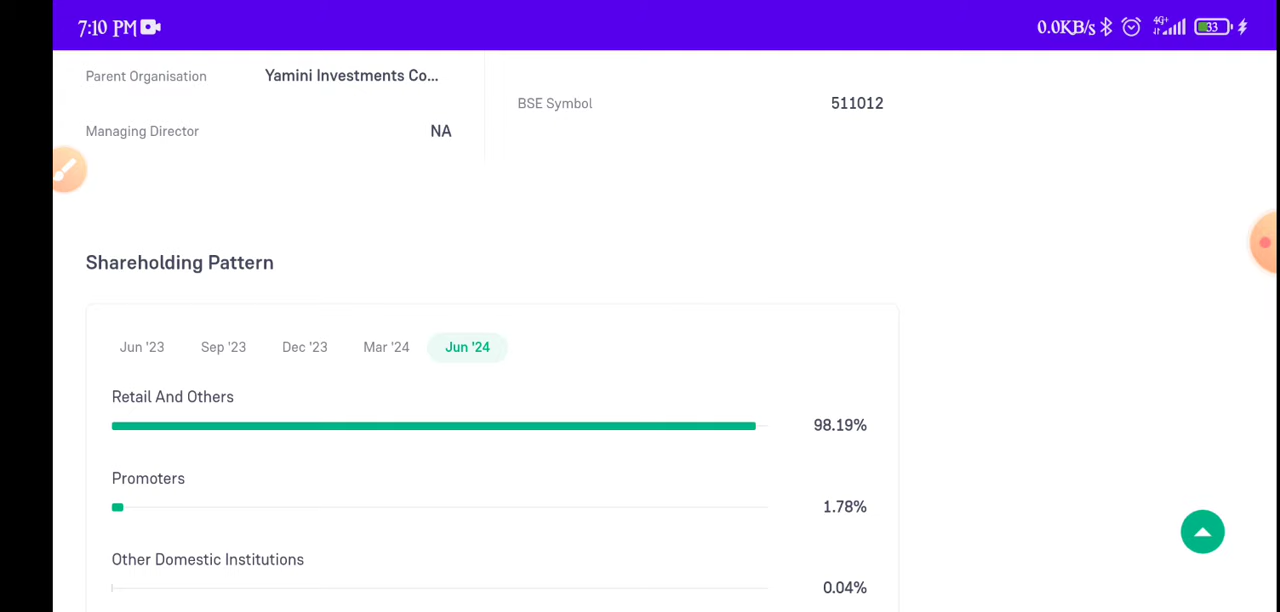 7:10 PM
0.0KB/s 4G+ 33
Parent Organisation Yamini Investments Co...
BSE Symbol 511012
Managing Director NA
Shareholding Pattern
Jun '23 Sep '23 Dec '23 Mar '24 Jun '24
Retail And Others
98.19%
Promoters
1.78%
Other Domestic Institutions
0.04%